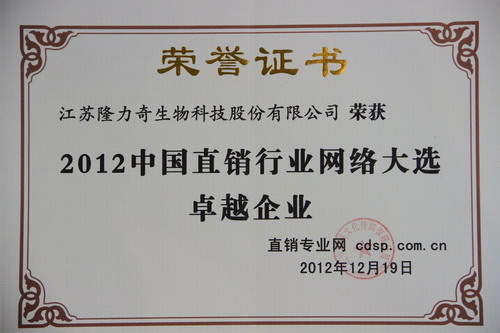 荣誉证书
江苏隆力奇生物科技股份有限公司 荣获
2012中国直销行业网络大选
卓越企业
直销专业网 cdsp.com.cn
2012年12月19日